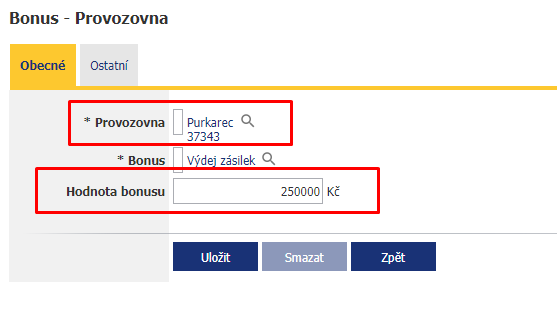 Bonus - Provozovna
Obecné Ostatní
* Provozovna Purkarec
37343
* Bonus Výdej zásilek
Hodnota bonusu 250000 Kč
Uložit Smazat Zpět